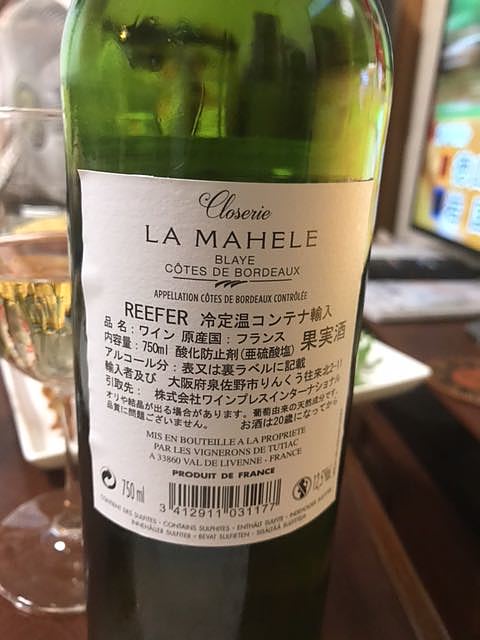 Closerie
LA MAHELE
BLAYE
CÔTES DE BORDEAUX
APPELLATION CÔTES DE BORDEAUX CONTRÔLÉE
REEFER 冷定温コンテナ輸入
品名：ワイン 原産国：フランス
果実酒
内容量：750ml 酸化防止剤(亜硫酸塩)
アルコール分：表又は裏ラベルに記載
輸入者及び 大阪府泉佐野市りんくう往来北2-11
引取先： 株式会社ワインプレスインターナショナル
オリや結晶が出る場合があります。葡萄由来の天然成分です。
品質に問題ございません。 お酒は20歳になってから
MIS EN BOUTEILLE A LA PROPRIETE
PAR LES VIGNERONS DE TUTIAC
A 33860 VAL DE LIVENNE - FRANCE
PRODUIT DE FRANCE
750 ml
3 412911 031177
CONTIENT DES SULFITES - CONTAINS SULPHITES - ENTHÄLT SULFITE
INNEHÅLLER SULFITER - BEVAT SULFIETEN